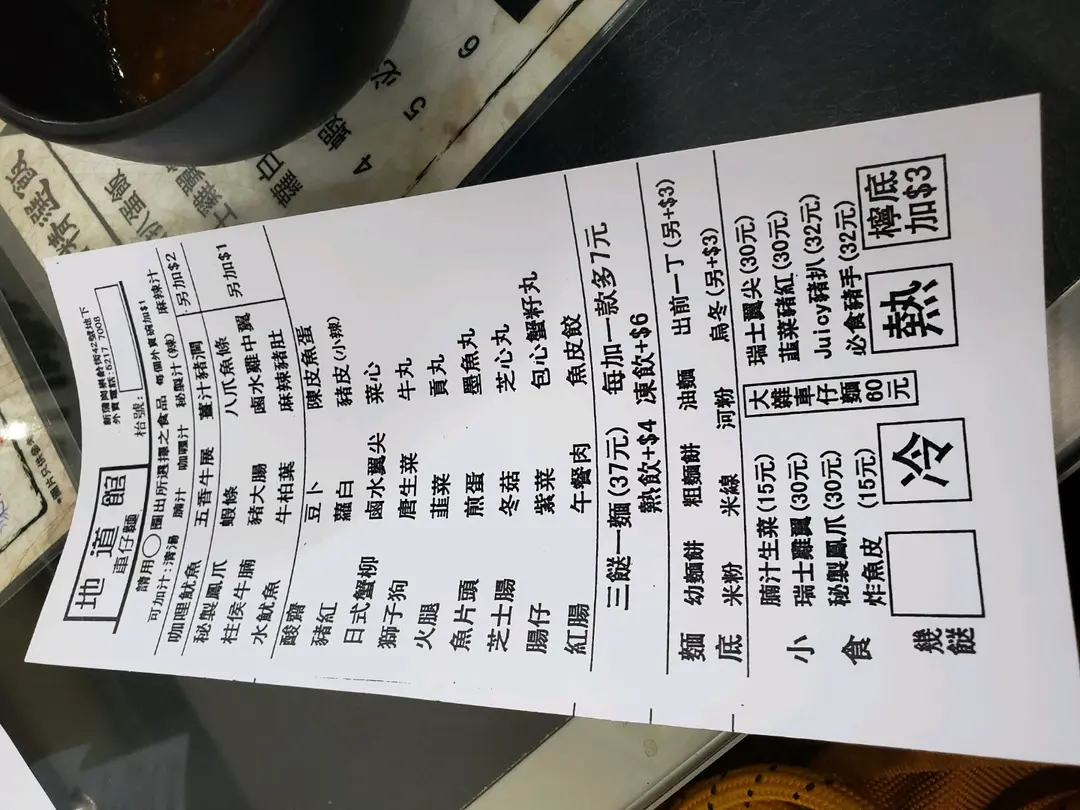 地道館
車仔麵
新蒲崗樂善街42號地下
外賣電話:6217 7008
枱號:
請用○圈出所選擇之食品 每個外賣碗加$1
可加汁:清湯 腩汁 咖喱汁 秘製汁(辣) 麻辣汁
咖哩魷魚 五香牛展 薑汁豬潤 另加$2
秘製鳳爪 蝦條 八爪魚條
柱侯牛腩 豬大腸 鹵水雞中翼 另加$1
水魷魚 牛柏葉 麻辣豬肚
酸齋 豆卜 陳皮魚蛋
豬紅 蘿白 豬皮(小辣)
日式蟹柳 鹵水翼尖 菜心
獅子狗 唐生菜 牛丸
火腿 韮菜 貢丸
魚片頭 煎蛋 墨魚丸
芝士腸 冬菇 芝心丸
腸仔 紫菜 包心蟹籽丸
紅腸 午餐肉 魚皮餃
三餸一麵(37元) 每加一款多7元
熱飲+$4 凍飲+$6
麵底
幼麵餅 粗麵餅 油麵 出前一丁(另+$3)
米粉 米線 河粉 烏冬(另+$3)
小食
腩汁生菜(15元) 瑞士翼尖(30元)
瑞士雞翼(30元) 韮菜豬紅(30元)
秘製鳳爪(30元) Juicy豬扒(32元)
炸魚皮(15元) 必食豬手(32元)
大雜車仔麵60元
幾餸 冷 熱 檸底加$3
4
5
6